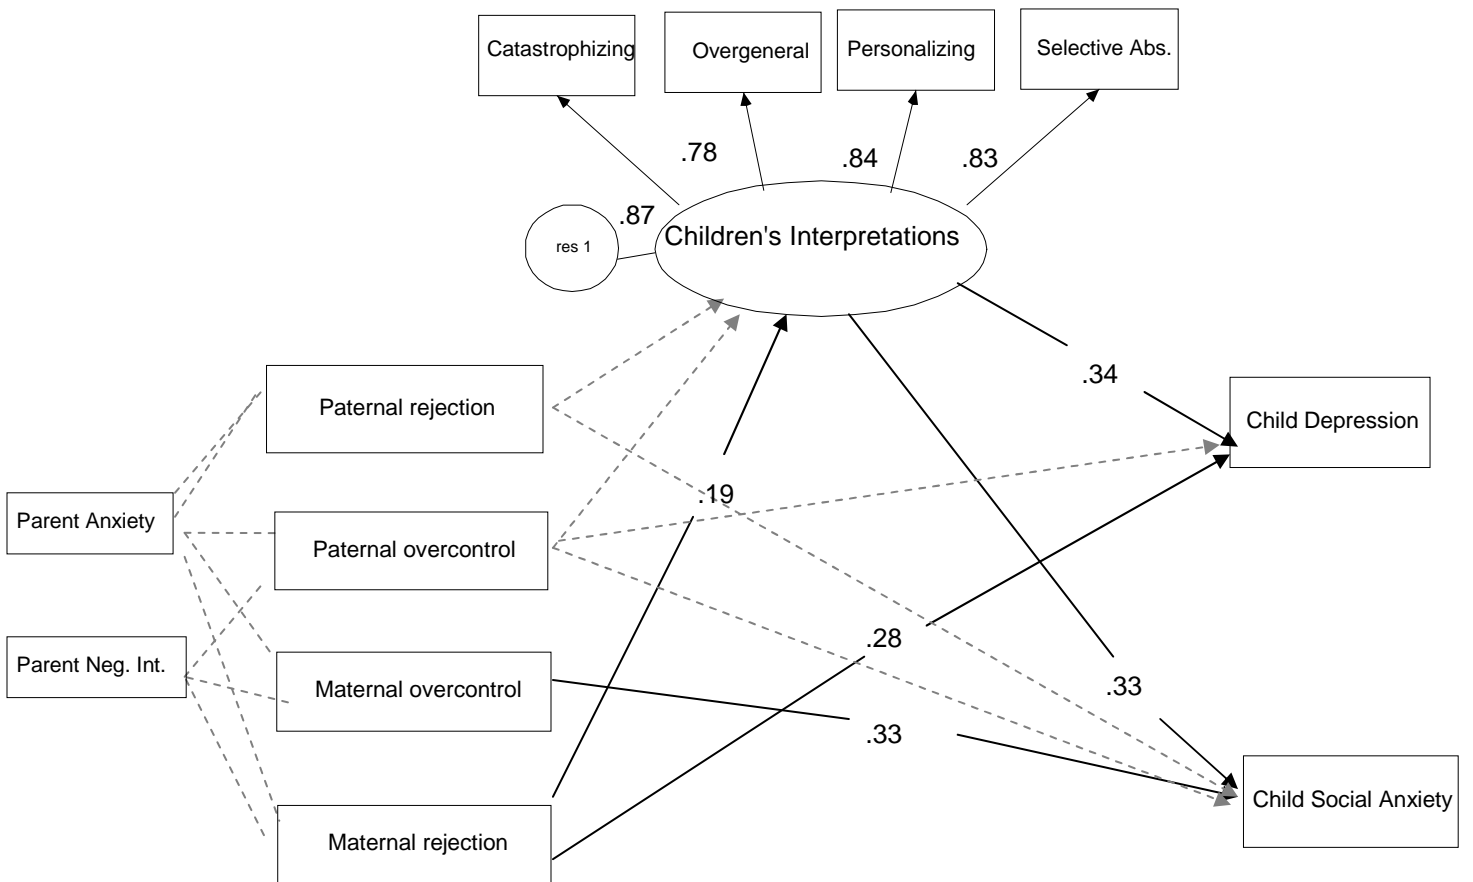 Catastrophizing
Overgeneral
Personalizing
Selective Abs.
.78
.84
.83
.87
res 1
Children's Interpretations
.34
Paternal rejection
Child Depression
.19
Parent Anxiety
Paternal overcontrol
.28
Parent Neg. Int.
Maternal overcontrol
.33
.33
Child Social Anxiety
Maternal rejection